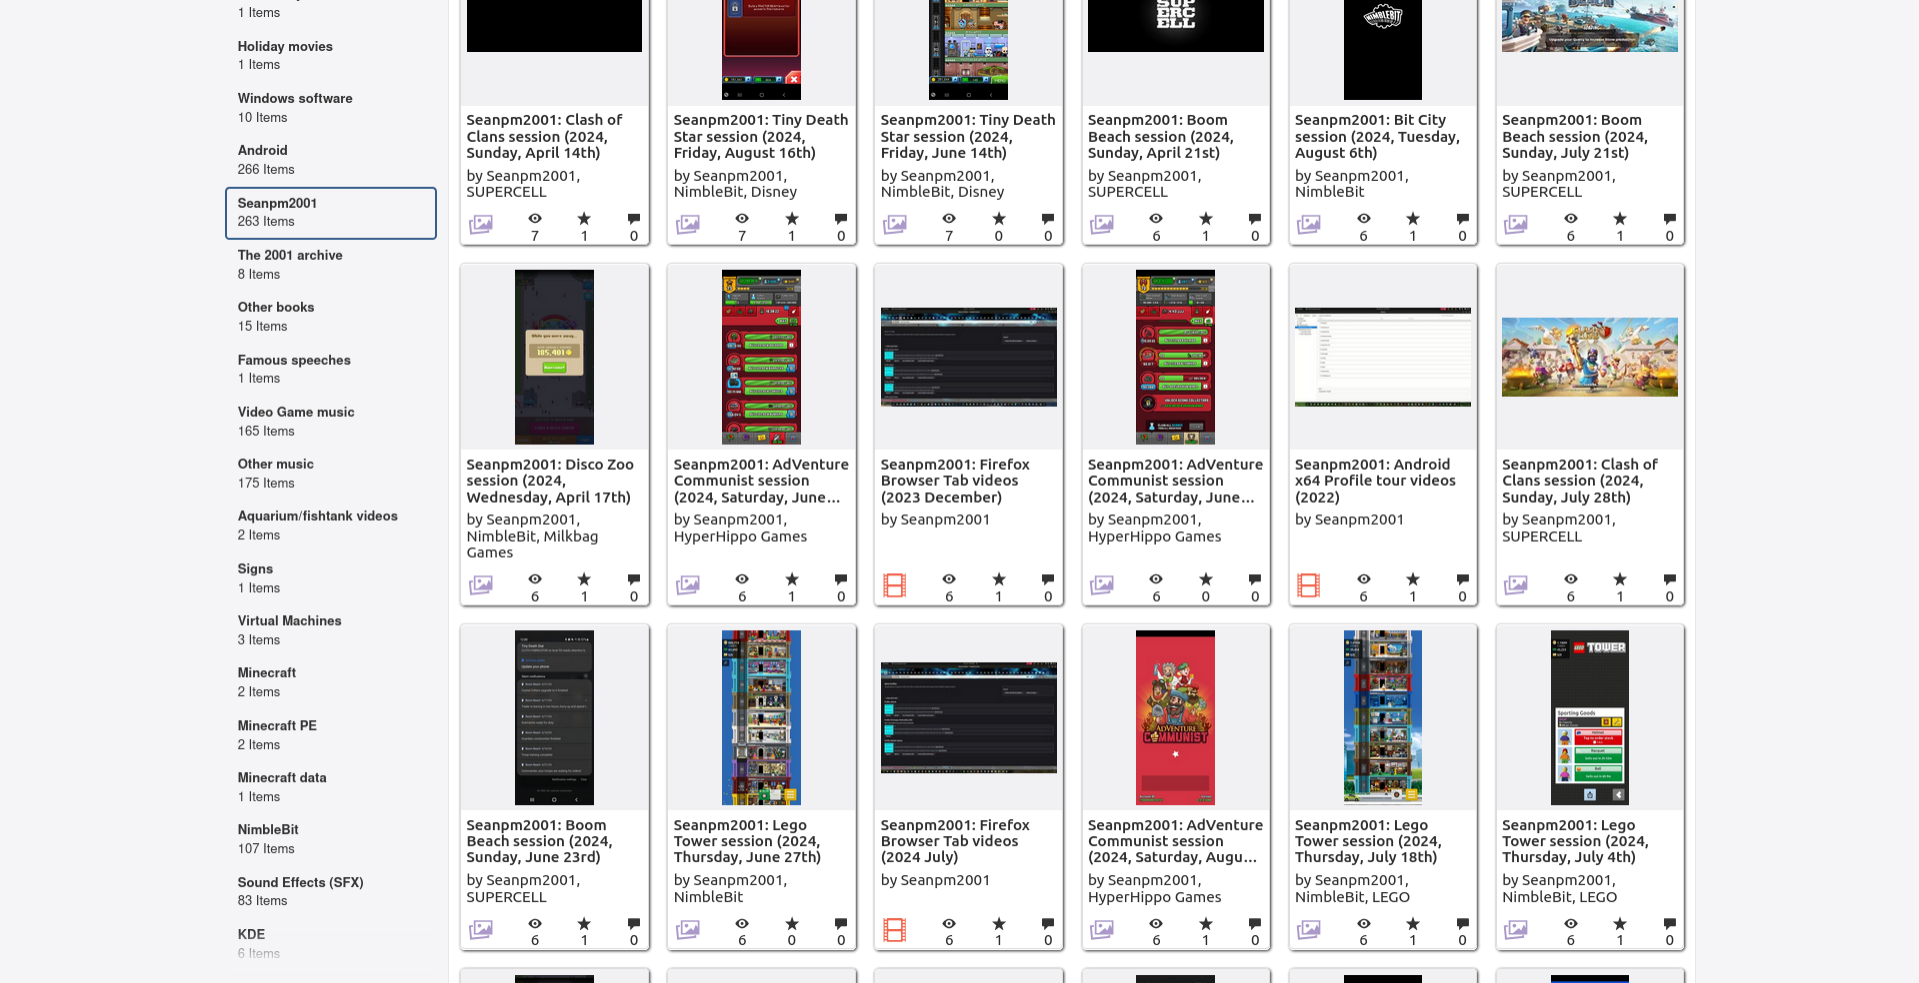 1 Items
Holiday movies
1 Items
Windows software
10 Items
Android
266 Items
Seanpm2001
263 Items
The 2001 archive
8 Items
Other books
15 Items
Famous speeches
1 Items
Video Game music
165 Items
Other music
175 Items
Aquarium/fishtank videos
2 Items
Signs
1 Items
Virtual Machines
3 Items
Minecraft
2 Items
Minecraft PE
2 Items
Minecraft data
1 Items
NimbleBit
107 Items
Sound Effects (SFX)
83 Items
KDE
6 Items
SUPERCELL
NIMBLEBIT
BEACH
Seanpm2001: Clash of
Clans session (2024,
Sunday, April 14th)
by Seanpm2001,
SUPERCELL
7
1
0
Seanpm2001: Tiny Death
Star session (2024,
Friday, August 16th)
by Seanpm2001,
NimbleBit, Disney
7
1
0
Seanpm2001: Tiny Death
Star session (2024,
Friday, June 14th)
by Seanpm2001,
NimbleBit, Disney
7
0
0
Seanpm2001: Boom
Beach session (2024,
Sunday, April 21st)
by Seanpm2001,
SUPERCELL
6
1
0
Seanpm2001: Bit City
session (2024, Tuesday,
August 6th)
by Seanpm2001,
NimbleBit
6
1
0
Seanpm2001: Boom
Beach session (2024,
Sunday, July 21st)
by Seanpm2001,
SUPERCELL
6
1
0
While you were away...
185,401
Seanpm2001: Disco Zoo
session (2024,
Wednesday, April 17th)
by Seanpm2001,
NimbleBit, Milkbag
Games
6
1
0
Seanpm2001: AdVenture
Communist session
(2024, Saturday, June...
by Seanpm2001,
HyperHippo Games
6
1
0
Seanpm2001: Firefox
Browser Tab videos
(2023 December)
by Seanpm2001
6
1
0
Seanpm2001: AdVenture
Communist session
(2024, Saturday, June...
by Seanpm2001,
HyperHippo Games
6
0
0
Seanpm2001: Android
x64 Profile tour videos
(2022)
by Seanpm2001
6
1
0
Seanpm2001: Clash of
Clans session (2024,
Sunday, July 28th)
by Seanpm2001,
SUPERCELL
6
1
0
ADVENTURE
COMMUNIST
LEGO TOWER
Sporting Goods
Seanpm2001: Boom
Beach session (2024,
Sunday, June 23rd)
by Seanpm2001,
SUPERCELL
6
1
0
Seanpm2001: Lego
Tower session (2024,
Thursday, June 27th)
by Seanpm2001,
NimbleBit
6
0
0
Seanpm2001: Firefox
Browser Tab videos
(2024 July)
by Seanpm2001
6
1
0
Seanpm2001: AdVenture
Communist session
(2024, Saturday, Augu...
by Seanpm2001,
HyperHippo Games
6
1
0
Seanpm2001: Lego
Tower session (2024,
Thursday, July 18th)
by Seanpm2001,
NimbleBit, LEGO
6
1
0
Seanpm2001: Lego
Tower session (2024,
Thursday, July 4th)
by Seanpm2001,
NimbleBit, LEGO
6
1
0